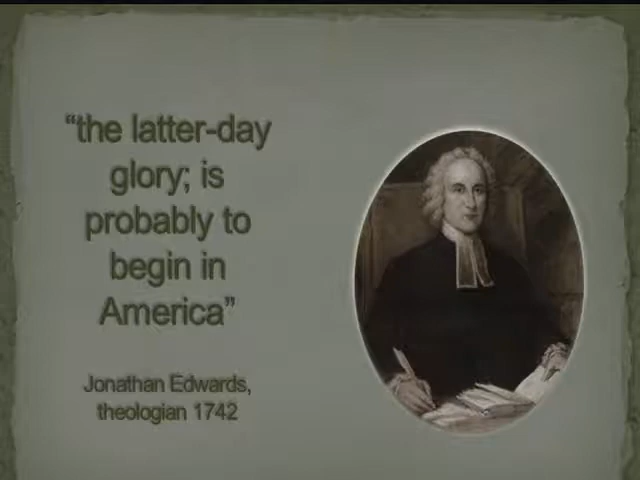 “the latter-day
glory; is
probably to
begin in
America”
Jonathan Edwards,
theologian 1742